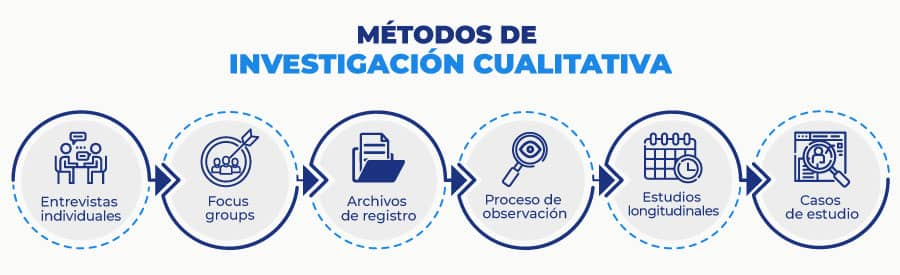 MÉTODOS DE
INVESTIGACIÓN CUALITATIVA
Entrevistas
individuales
Focus
groups
Archivos
de registro
Proceso de
observación
Estudios
longitudinales
Casos
de estudio